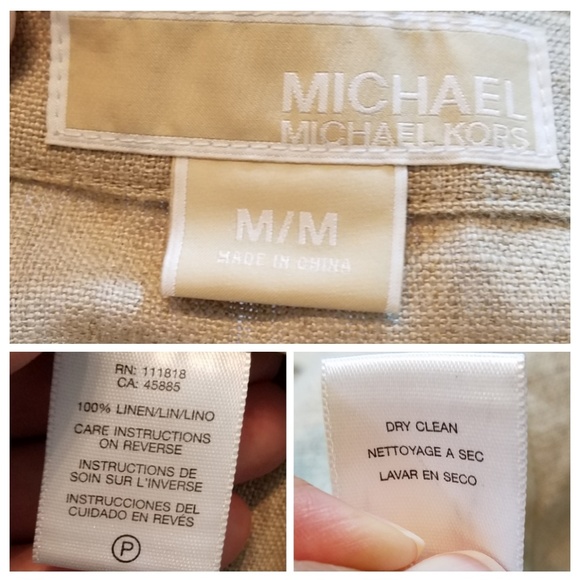 MICHAEL
MICHAEL KORS
M/M
MADE IN CHINA
RN: 111818
CA: 45885
100% LINEN/LIN/LINO
CARE INSTRUCTIONS
ON REVERSE
INSTRUCTIONS DE
SOIN SUR L'INVERSE
INSTRUCCIONES DEL
CUIDADO EN REVÉS
P
DRY CLEAN
NETTOYAGE A SEC
LAVAR EN SECO